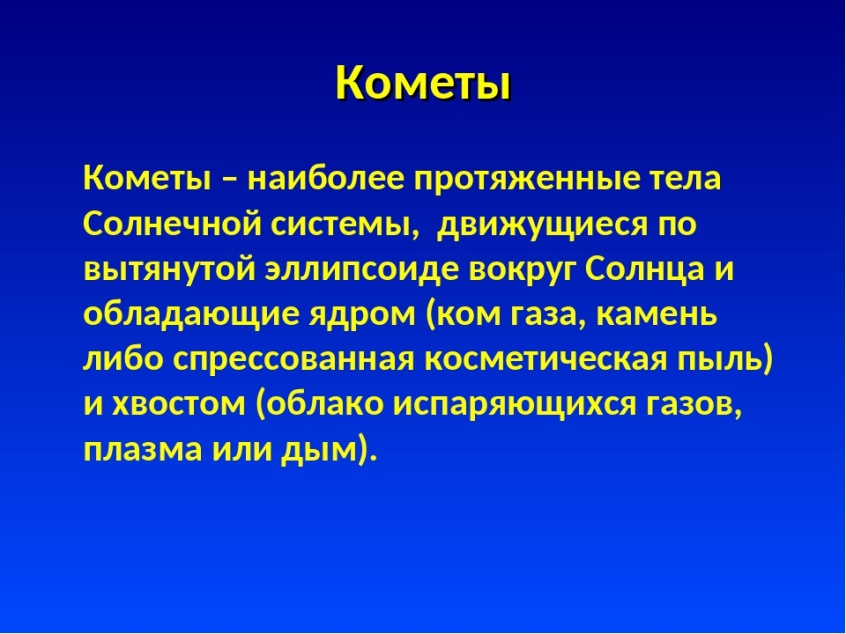 Кометы
Кометы – наиболее протяженные тела
Солнечной системы,  движущиеся по
вытянутой эллипсоиде вокруг Солнца и
обладающие ядром (ком газа, камень
либо спрессованная косметическая пыль)
и хвостом (облако испаряющихся газов,
плазма или дым).